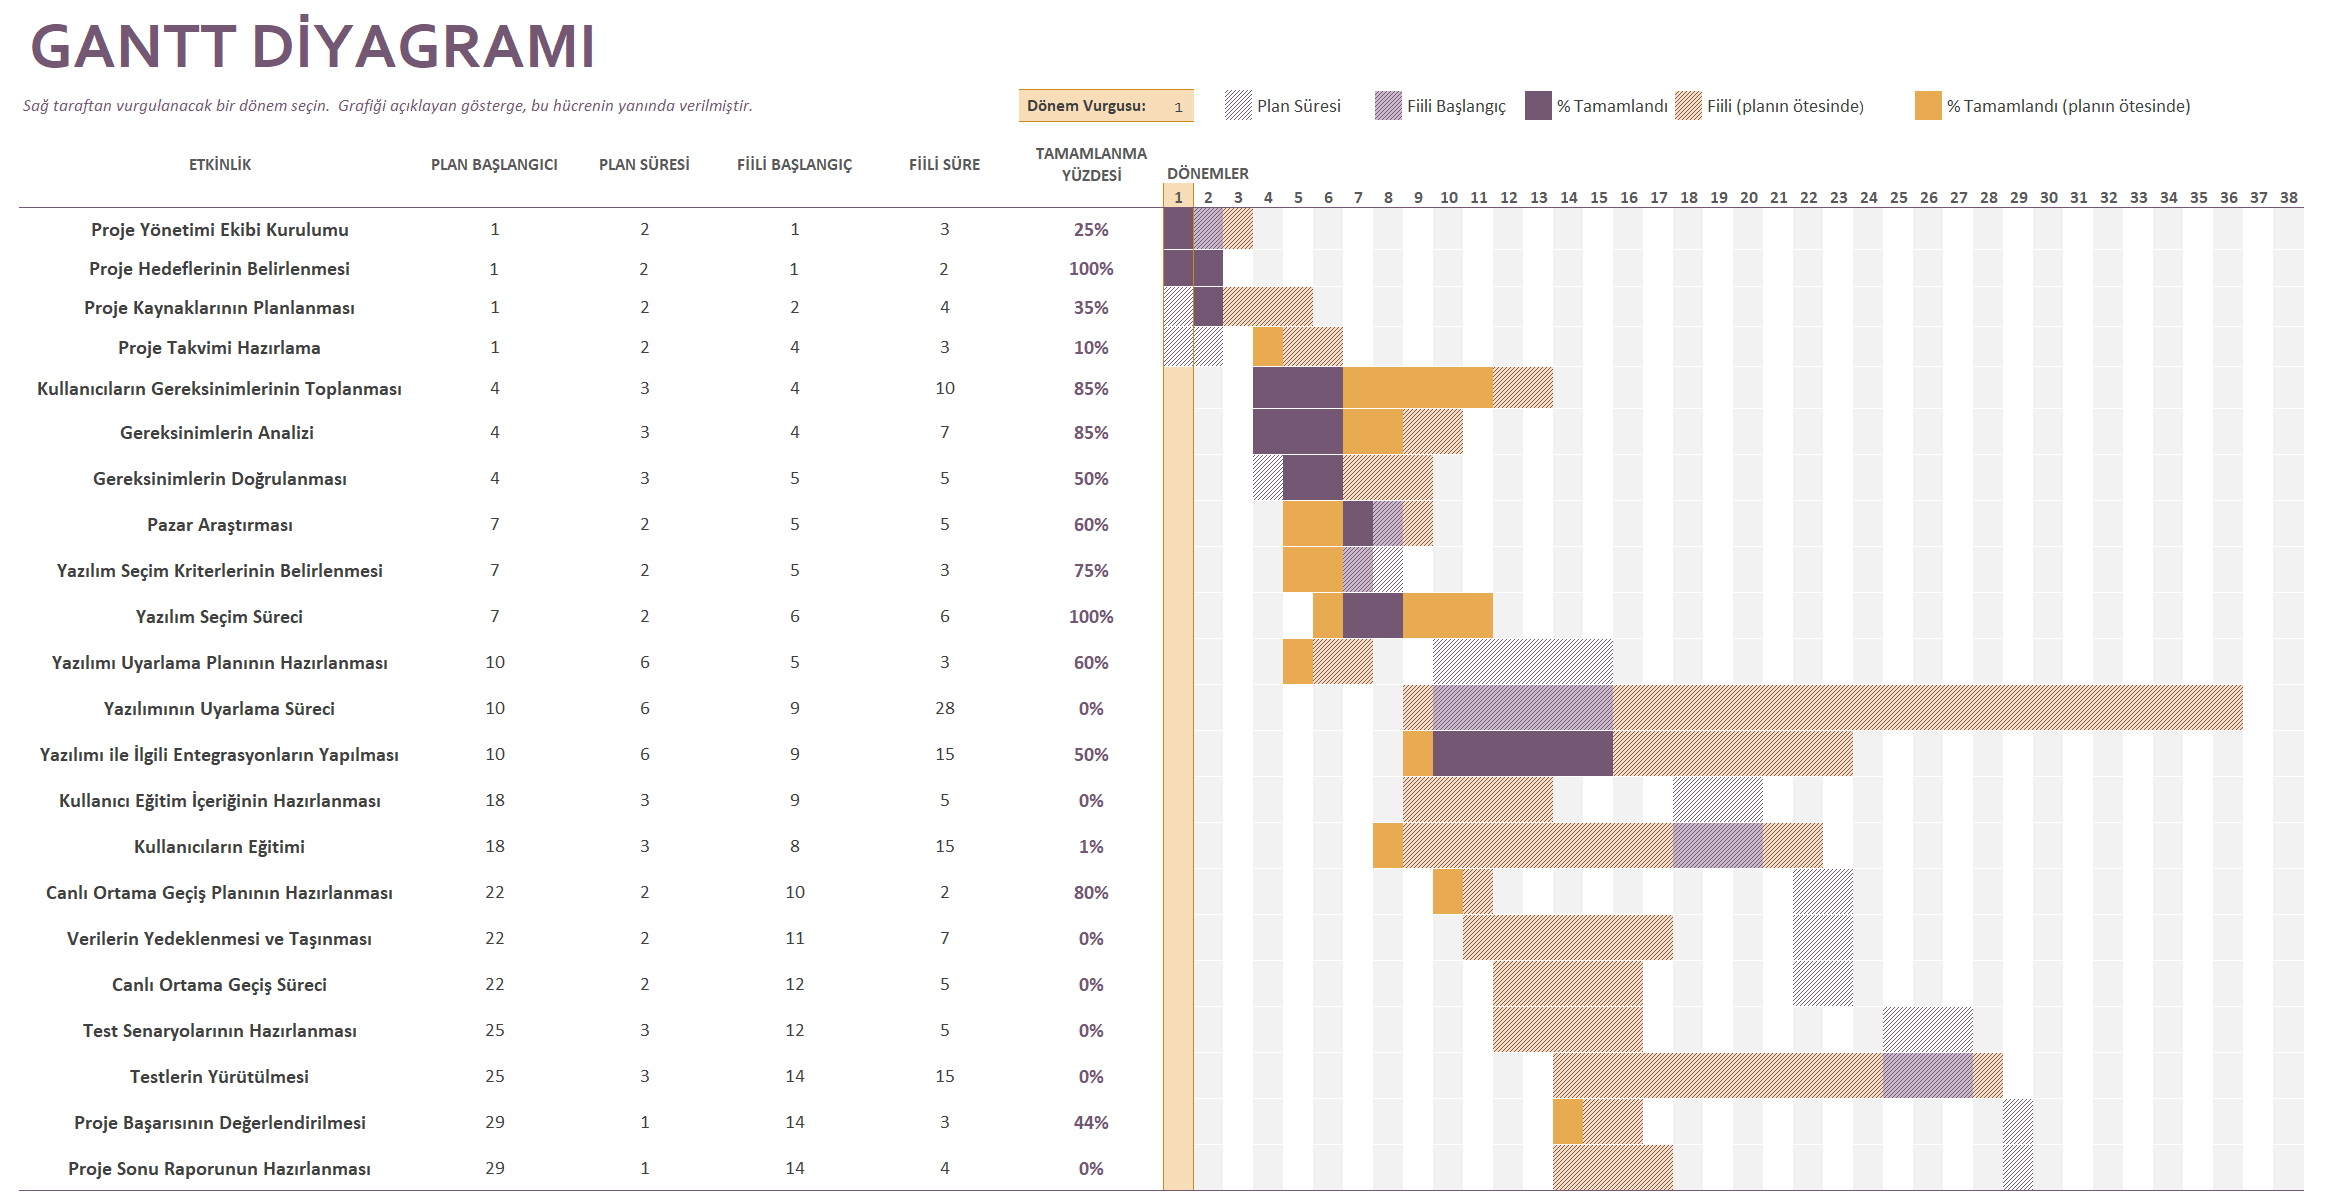 GANTT DİYAGRAMI
Sağ taraftan vurgulanacak bir dönem seçin. Grafiği açıklayan gösterge, bu hücrenin yanında verilmiştir.
Dönem Vurgusu: 1 Plan Süresi Fiili Başlangıç % Tamamlandı Fiili (planın ötesinde) % Tamamlandı (planın ötesinde)
ETKİNLİK PLAN BAŞLANGICI PLAN SÜRESİ FİİLİ BAŞLANGIÇ FİİLİ SÜRE TAMAMLANMA
YÜZDESİ
DÖNEMLER
1 2 3 4 5 6 7 8 9 10 11 12 13 14 15 16 17 18 19 20 21 22 23 24 25 26 27 28 29 30 31 32 33 34 35 36 37 38
Proje Yönetimi Ekibi Kurulumu 1 2 1 3 25%
Proje Hedeflerinin Belirlenmesi 1 2 1 2 100%
Proje Kaynaklarının Planlanması 1 2 2 4 35%
Proje Takvimi Hazırlama 1 2 4 3 10%
Kullanıcıların Gereksinimlerinin Toplanması 4 3 4 10 85%
Gereksinimlerin Analizi 4 3 4 7 85%
Gereksinimlerin Doğrulanması 4 3 5 5 50%
Pazar Araştırması 7 2 5 5 60%
Yazılım Seçim Kriterlerinin Belirlenmesi 7 2 5 3 75%
Yazılım Seçim Süreci 7 2 6 6 100%
Yazılımı Uyarlama Planının Hazırlanması 10 6 5 3 60%
Yazılımının Uyarlama Süreci 10 6 9 28 0%
Yazılımı ile İlgili Entegrasyonların Yapılması 10 6 9 15 50%
Kullanıcı Eğitim İçeriğinin Hazırlanması 18 3 9 5 0%
Kullanıcıların Eğitimi 18 3 8 15 1%
Canlı Ortama Geçiş Planının Hazırlanması 22 2 10 2 80%
Verilerin Yedeklenmesi ve Taşınması 22 2 11 7 0%
Canlı Ortama Geçiş Süreci 22 2 12 5 0%
Test Senaryolarının Hazırlanması 25 3 12 5 0%
Testlerin Yürütülmesi 25 3 14 15 0%
Proje Başarısının Değerlendirilmesi 29 1 14 3 44%
Proje Sonu Raporunun Hazırlanması 29 1 14 4 0%